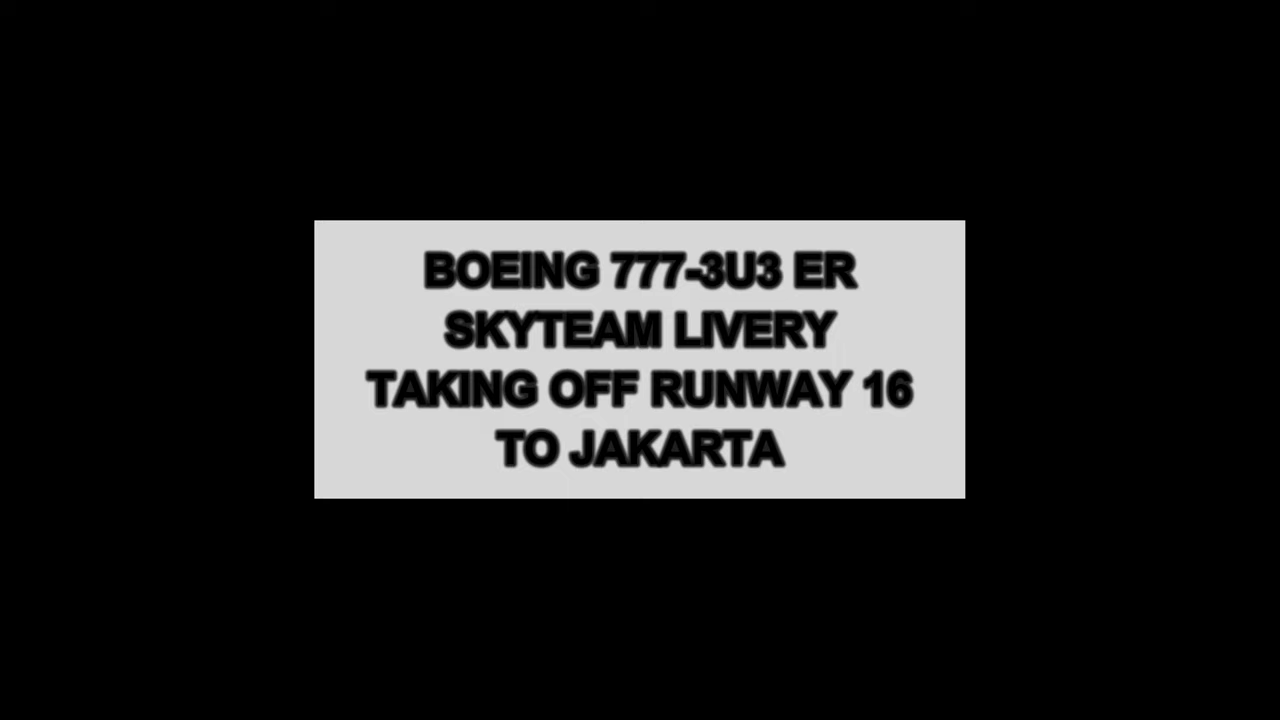 BOEING 777-3U3 ER
SKYTEAM LIVERY
TAKING OFF RUNWAY 16
TO JAKARTA